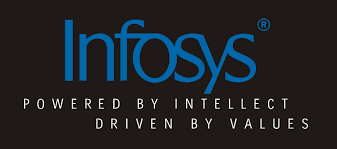 Infosys®
POWERED BY INTELLECT
DRIVEN BY VALUES